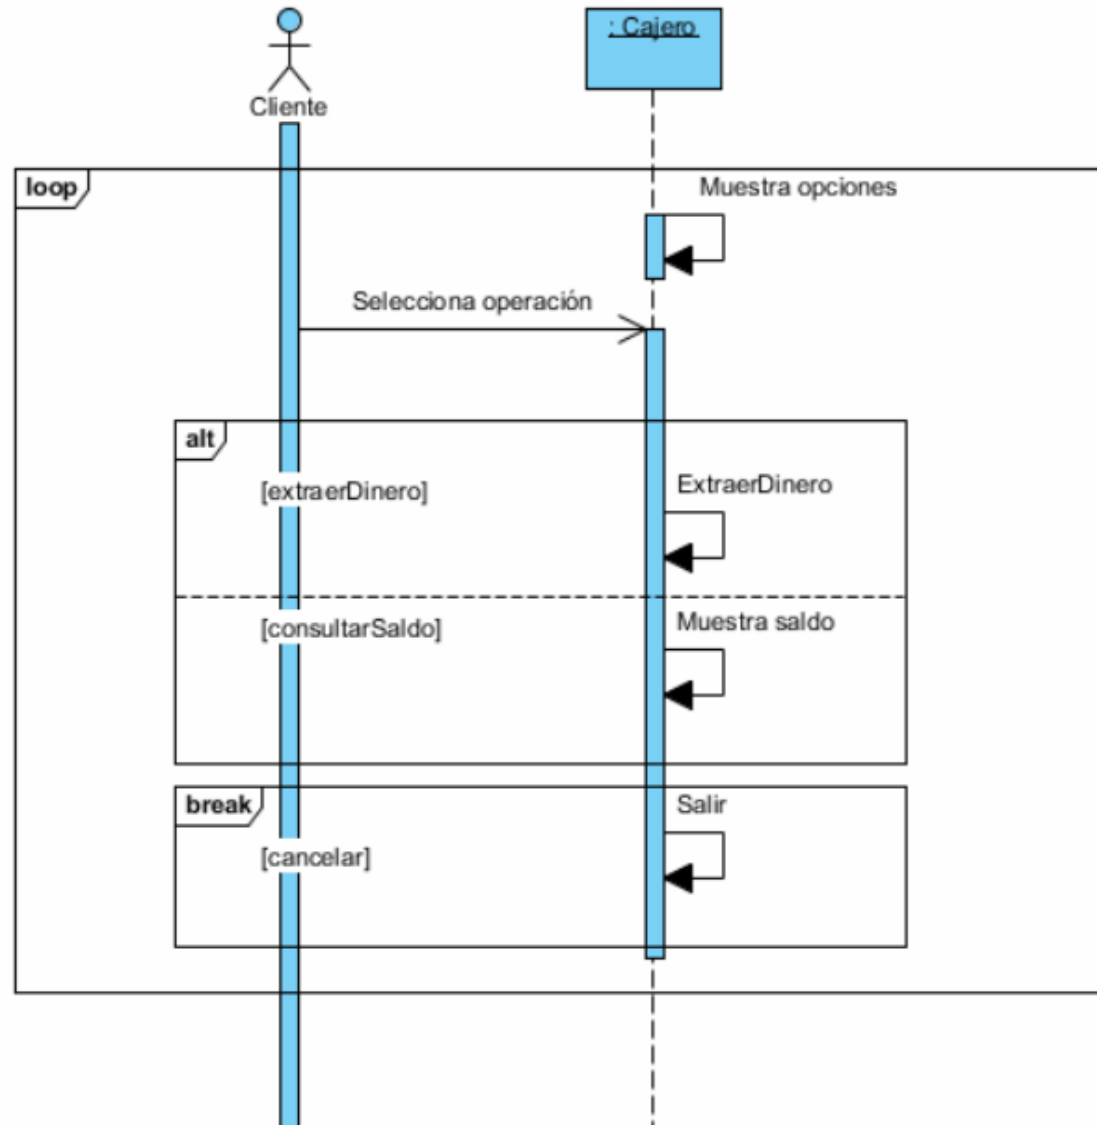 : Cajero
Cliente
loop
Muestra opciones
Selecciona operación
alt
[extraerDinero]
ExtraerDinero
[consultarSaldo]
Muestra saldo
break
Salir
[cancelar]